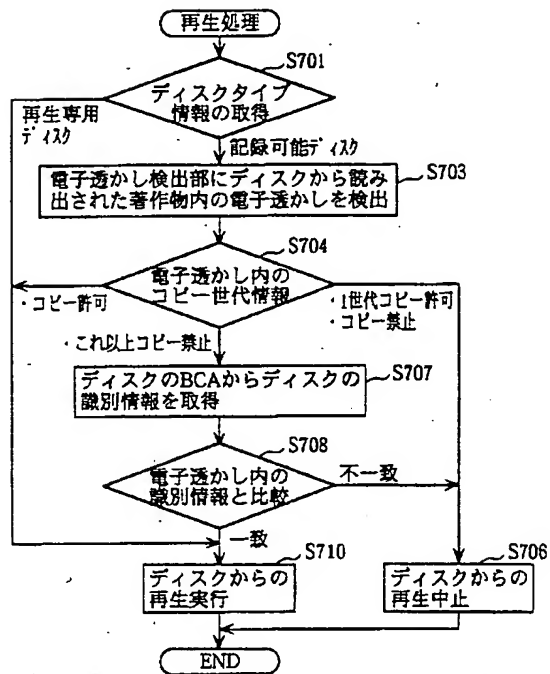 再生処理
S701
ディスクタイプ
情報の取得
再生専用
ディスク
記録可能ディスク
S703
電子透かし検出部にディスクから読み
出された著作物内の電子透かしを検出
S704
電子透かし内の
コピー世代情報
・コピー許可
・1世代コピー許可
・コピー禁止
・これ以上コピー禁止
S707
ディスクのBCAからディスクの
識別情報を取得
S708
電子透かし内の
識別情報と比較
不一致
一致
S710
ディスクからの
再生実行
S706
ディスクからの
再生中止
END